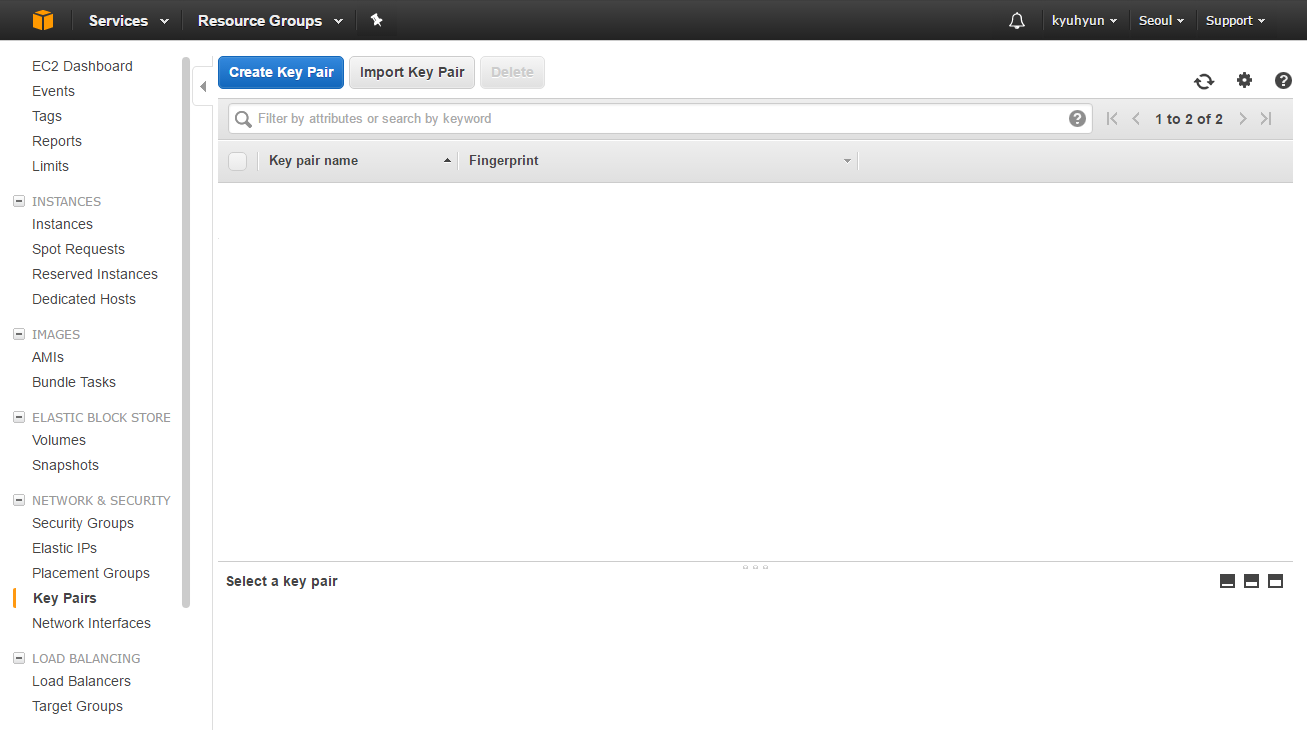 Services Resource Groups kyuhyun Seoul Support
EC2 Dashboard
Events
Tags
Reports
Limits
INSTANCES
Instances
Spot Requests
Reserved Instances
Dedicated Hosts
IMAGES
AMIs
Bundle Tasks
ELASTIC BLOCK STORE
Volumes
Snapshots
NETWORK & SECURITY
Security Groups
Elastic IPs
Placement Groups
Key Pairs
Network Interfaces
LOAD BALANCING
Load Balancers
Target Groups
Create Key Pair Import Key Pair Delete
Filter by attributes or search by keyword 1 to 2 of 2
Key pair name Fingerprint
Select a key pair